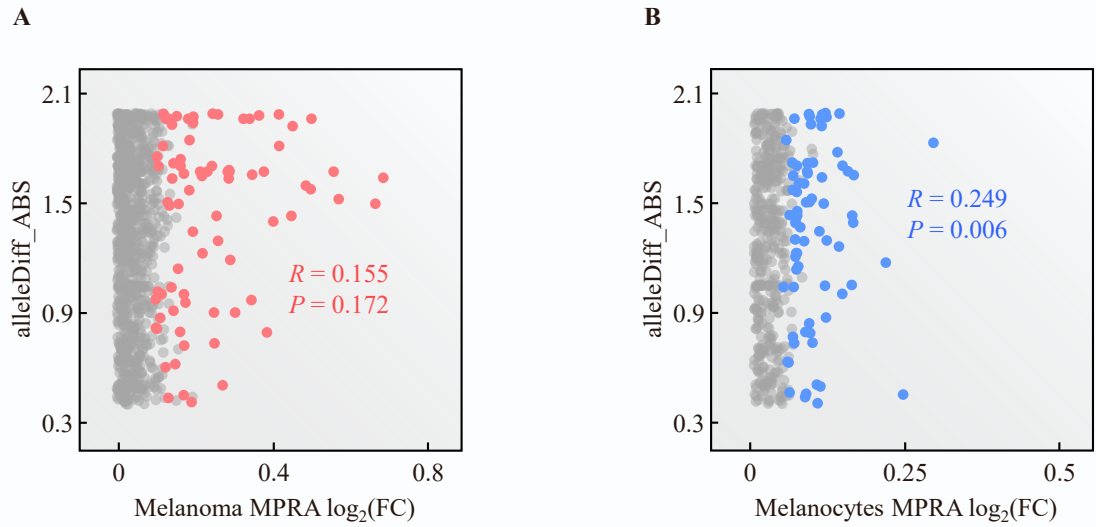 A
2.1
1.5
0.9
0.3
alleleDiff_ABS
R = 0.155
P = 0.172
0
0.4
0.8
Melanoma MPRA log₂(FC)
B
2.1
1.5
0.9
0.3
alleleDiff_ABS
R = 0.249
P = 0.006
0
0.25
0.5
Melanocytes MPRA log₂(FC)